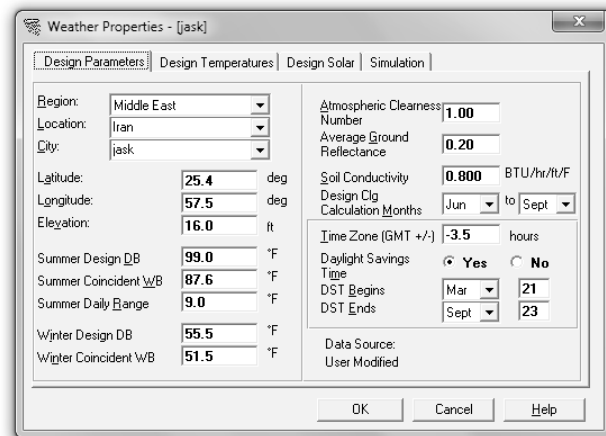 Weather Properties - [jask]
Design Parameters Design Temperatures Design Solar Simulation
Region: Middle East
Location: Iran
City: jask
Latitude: 25.4 deg
Longitude: 57.5 deg
Elevation: 16.0 ft
Summer Design DB 99.0 °F
Summer Coincident WB 87.6 °F
Summer Daily Range 9.0 °F
Winter Design DB 55.5 °F
Winter Coincident WB 51.5 °F
Atmospheric Clearness
Number 1.00
Average Ground
Reflectance 0.20
Soil Conductivity 0.800 BTU/hr/ft/F
Design Clg
Calculation Months Jun to Sept
Time Zone (GMT +/-) -3.5 hours
Daylight Savings
Time Yes No
DST Begins Mar 21
DST Ends Sept 23
Data Source:
User Modified
OK Cancel Help